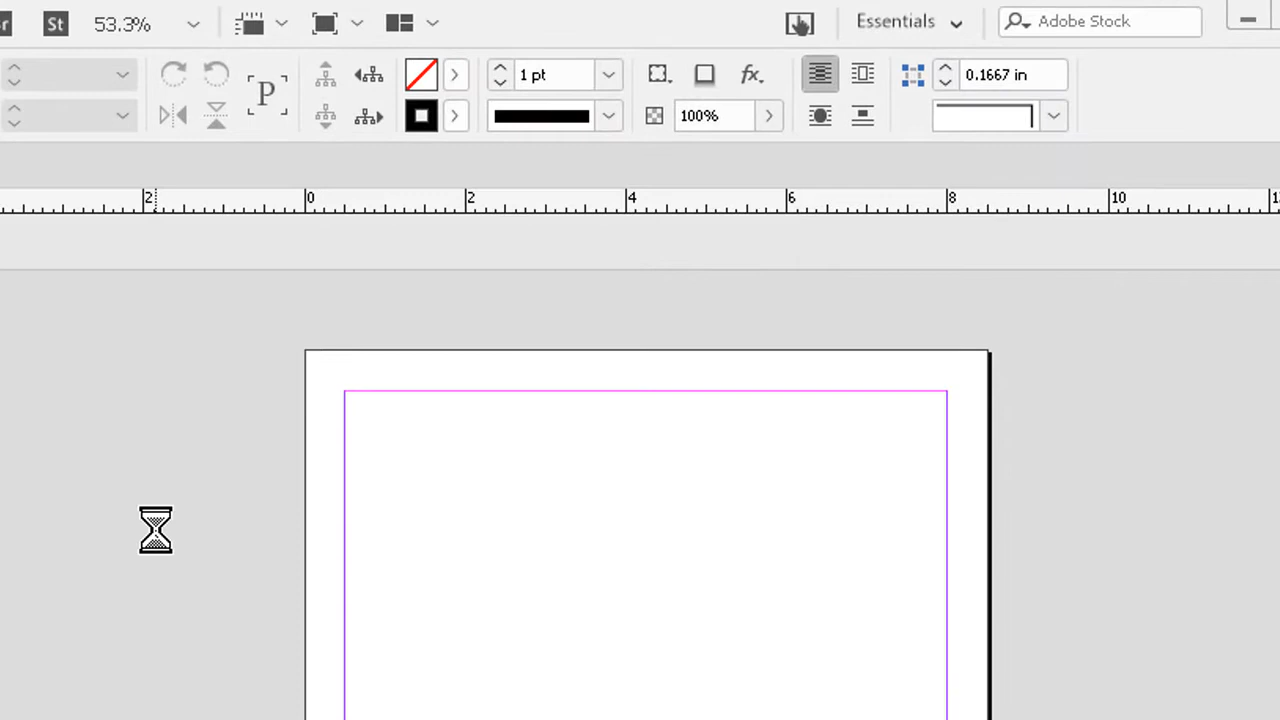 St 53.3% Essentials Adobe Stock
P 1 pt fx. 0.1667 in
100%
2 0 2 4 6 8 10